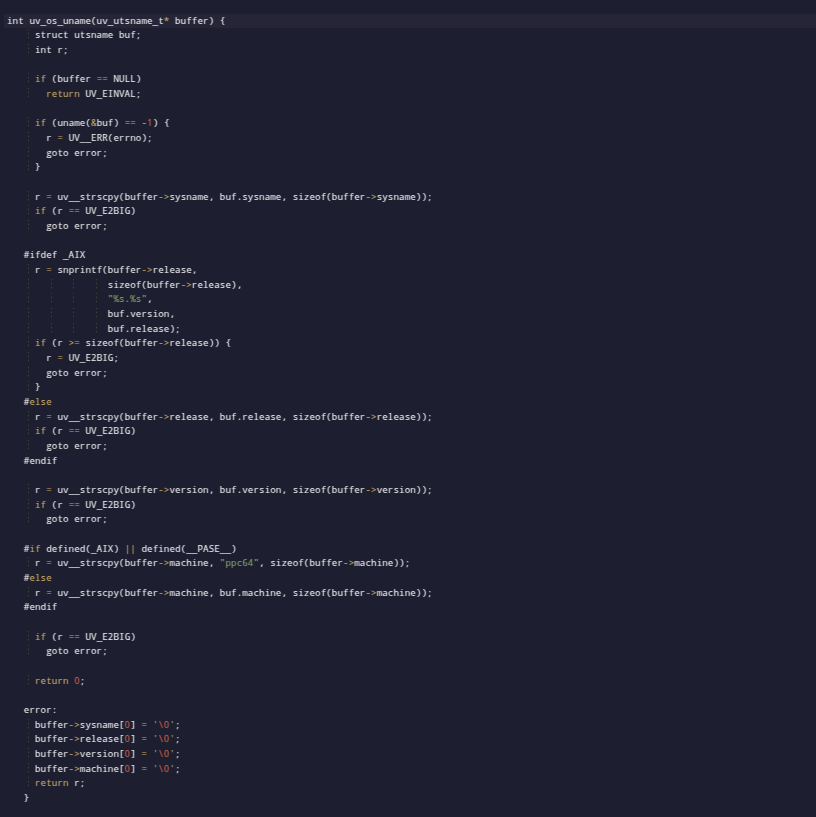 int uv_os_uname(uv_utsname_t* buffer) {
struct utsname buf;
int r;
if (buffer == NULL)
return UV_EINVAL;
if (uname(&buf) == -1) {
r = UV__ERR(errno);
goto error;
}
r = uv__strscpy(buffer->sysname, buf.sysname, sizeof(buffer->sysname));
if (r == UV_E2BIG)
goto error;
#ifdef _AIX
r = snprintf(buffer->release,
sizeof(buffer->release),
"%s.%s",
buf.version,
buf.release);
if (r >= sizeof(buffer->release)) {
r = UV_E2BIG;
goto error;
}
#else
r = uv__strscpy(buffer->release, buf.release, sizeof(buffer->release));
if (r == UV_E2BIG)
goto error;
#endif
r = uv__strscpy(buffer->version, buf.version, sizeof(buffer->version));
if (r == UV_E2BIG)
goto error;
#if defined(_AIX) || defined(__PASE__)
r = uv__strscpy(buffer->machine, "ppc64", sizeof(buffer->machine));
#else
r = uv__strscpy(buffer->machine, buf.machine, sizeof(buffer->machine));
#endif
if (r == UV_E2BIG)
goto error;
return 0;
error:
buffer->sysname[0] = '\0';
buffer->release[0] = '\0';
buffer->version[0] = '\0';
buffer->machine[0] = '\0';
return r;
}